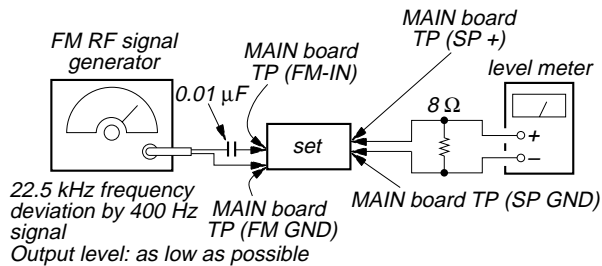 FM RF signal
generator
0.01 µF
MAIN board
TP (FM-IN)
MAIN board
TP (SP +)
level meter
8 Ω
set
+
–
22.5 kHz frequency
deviation by 400 Hz
signal
Output level: as low as possible
MAIN board
TP (FM GND)
MAIN board TP (SP GND)